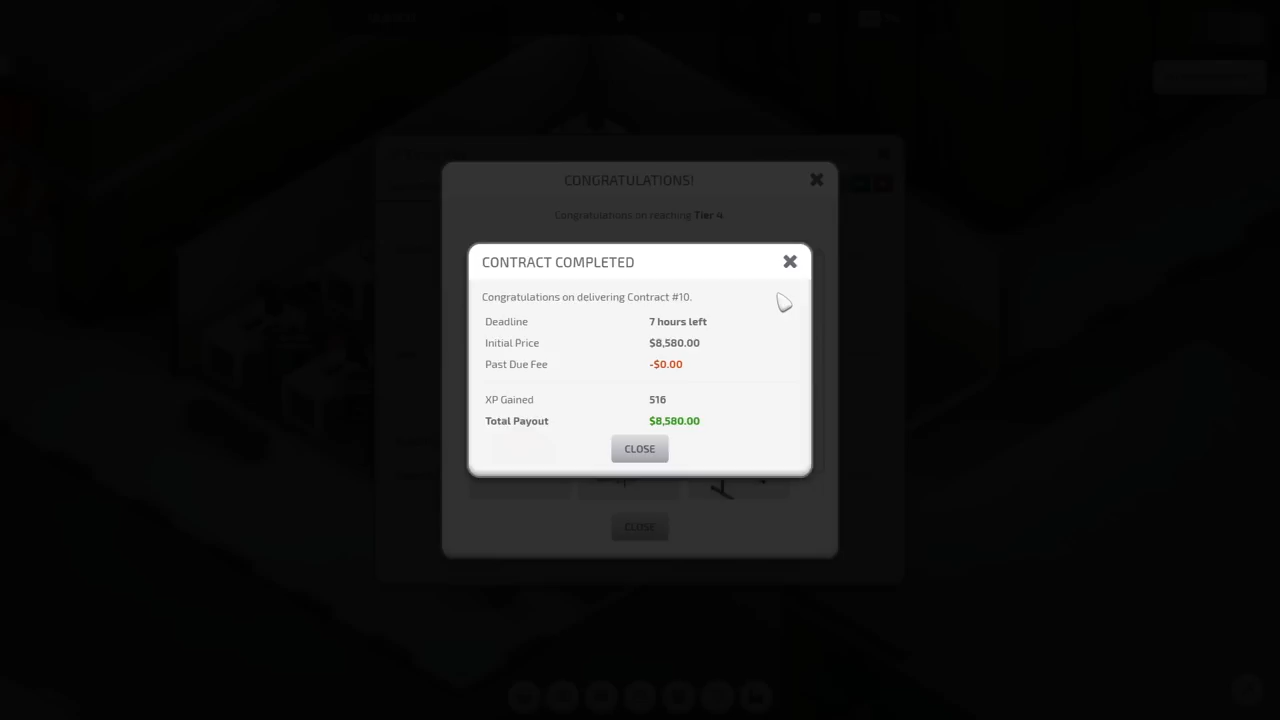 CONGRATULATIONS!
Congratulations on reaching Tier 4.
CONTRACT COMPLETED
Congratulations on delivering Contract #10.
Deadline 7 hours left
Initial Price $8,580.00
Past Due Fee -$0.00
XP Gained 516
Total Payout $8,580.00
CLOSE
CLOSE